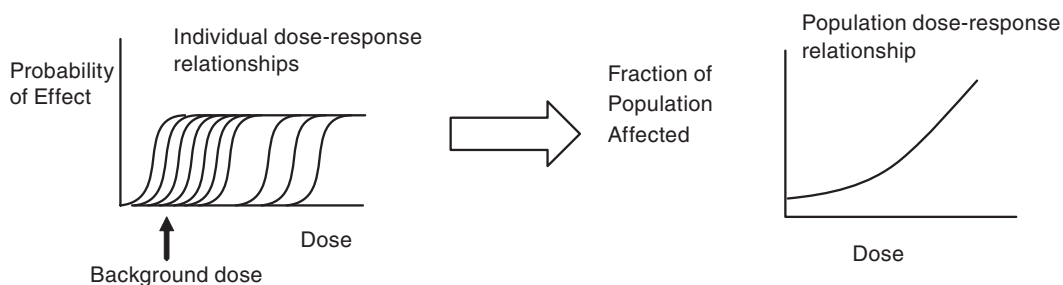 Individual dose-response
relationships
Probability
of Effect
Dose
Background dose
Fraction of
Population
Affected
Population dose-response
relationship
Dose